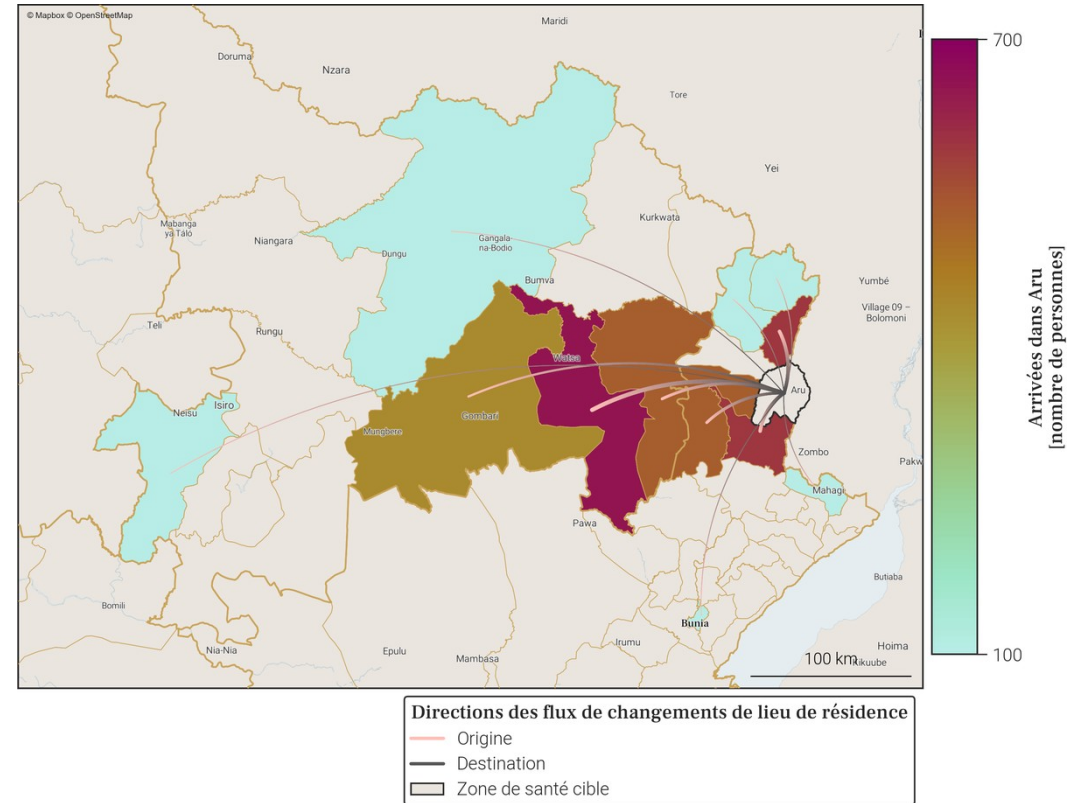 © Mapbox © OpenStreetMap
Maridi
Doruma
Nzara
Tore
Yei
Mabanga
ya Talo
Kurkwata
Niangara
Gangala
na-Bodio
Dungu
Bumva
Yumbé
Village 09 –
Bolomoni
Teli
Rungu
Watsa
Aru
Isiro
Neisu
Gombari
Mungbere
Zombo
Pakw
Mahagi
Pawa
Butiaba
Bomili
Bunia
Nia-Nia
Epulu
Mambasa
Irumu
Hoima
100 km
Kikuube
700
100
Arrivées dans Aru
[nombre de personnes]
Directions des flux de changements de lieu de résidence
Origine
Destination
Zone de santé cible